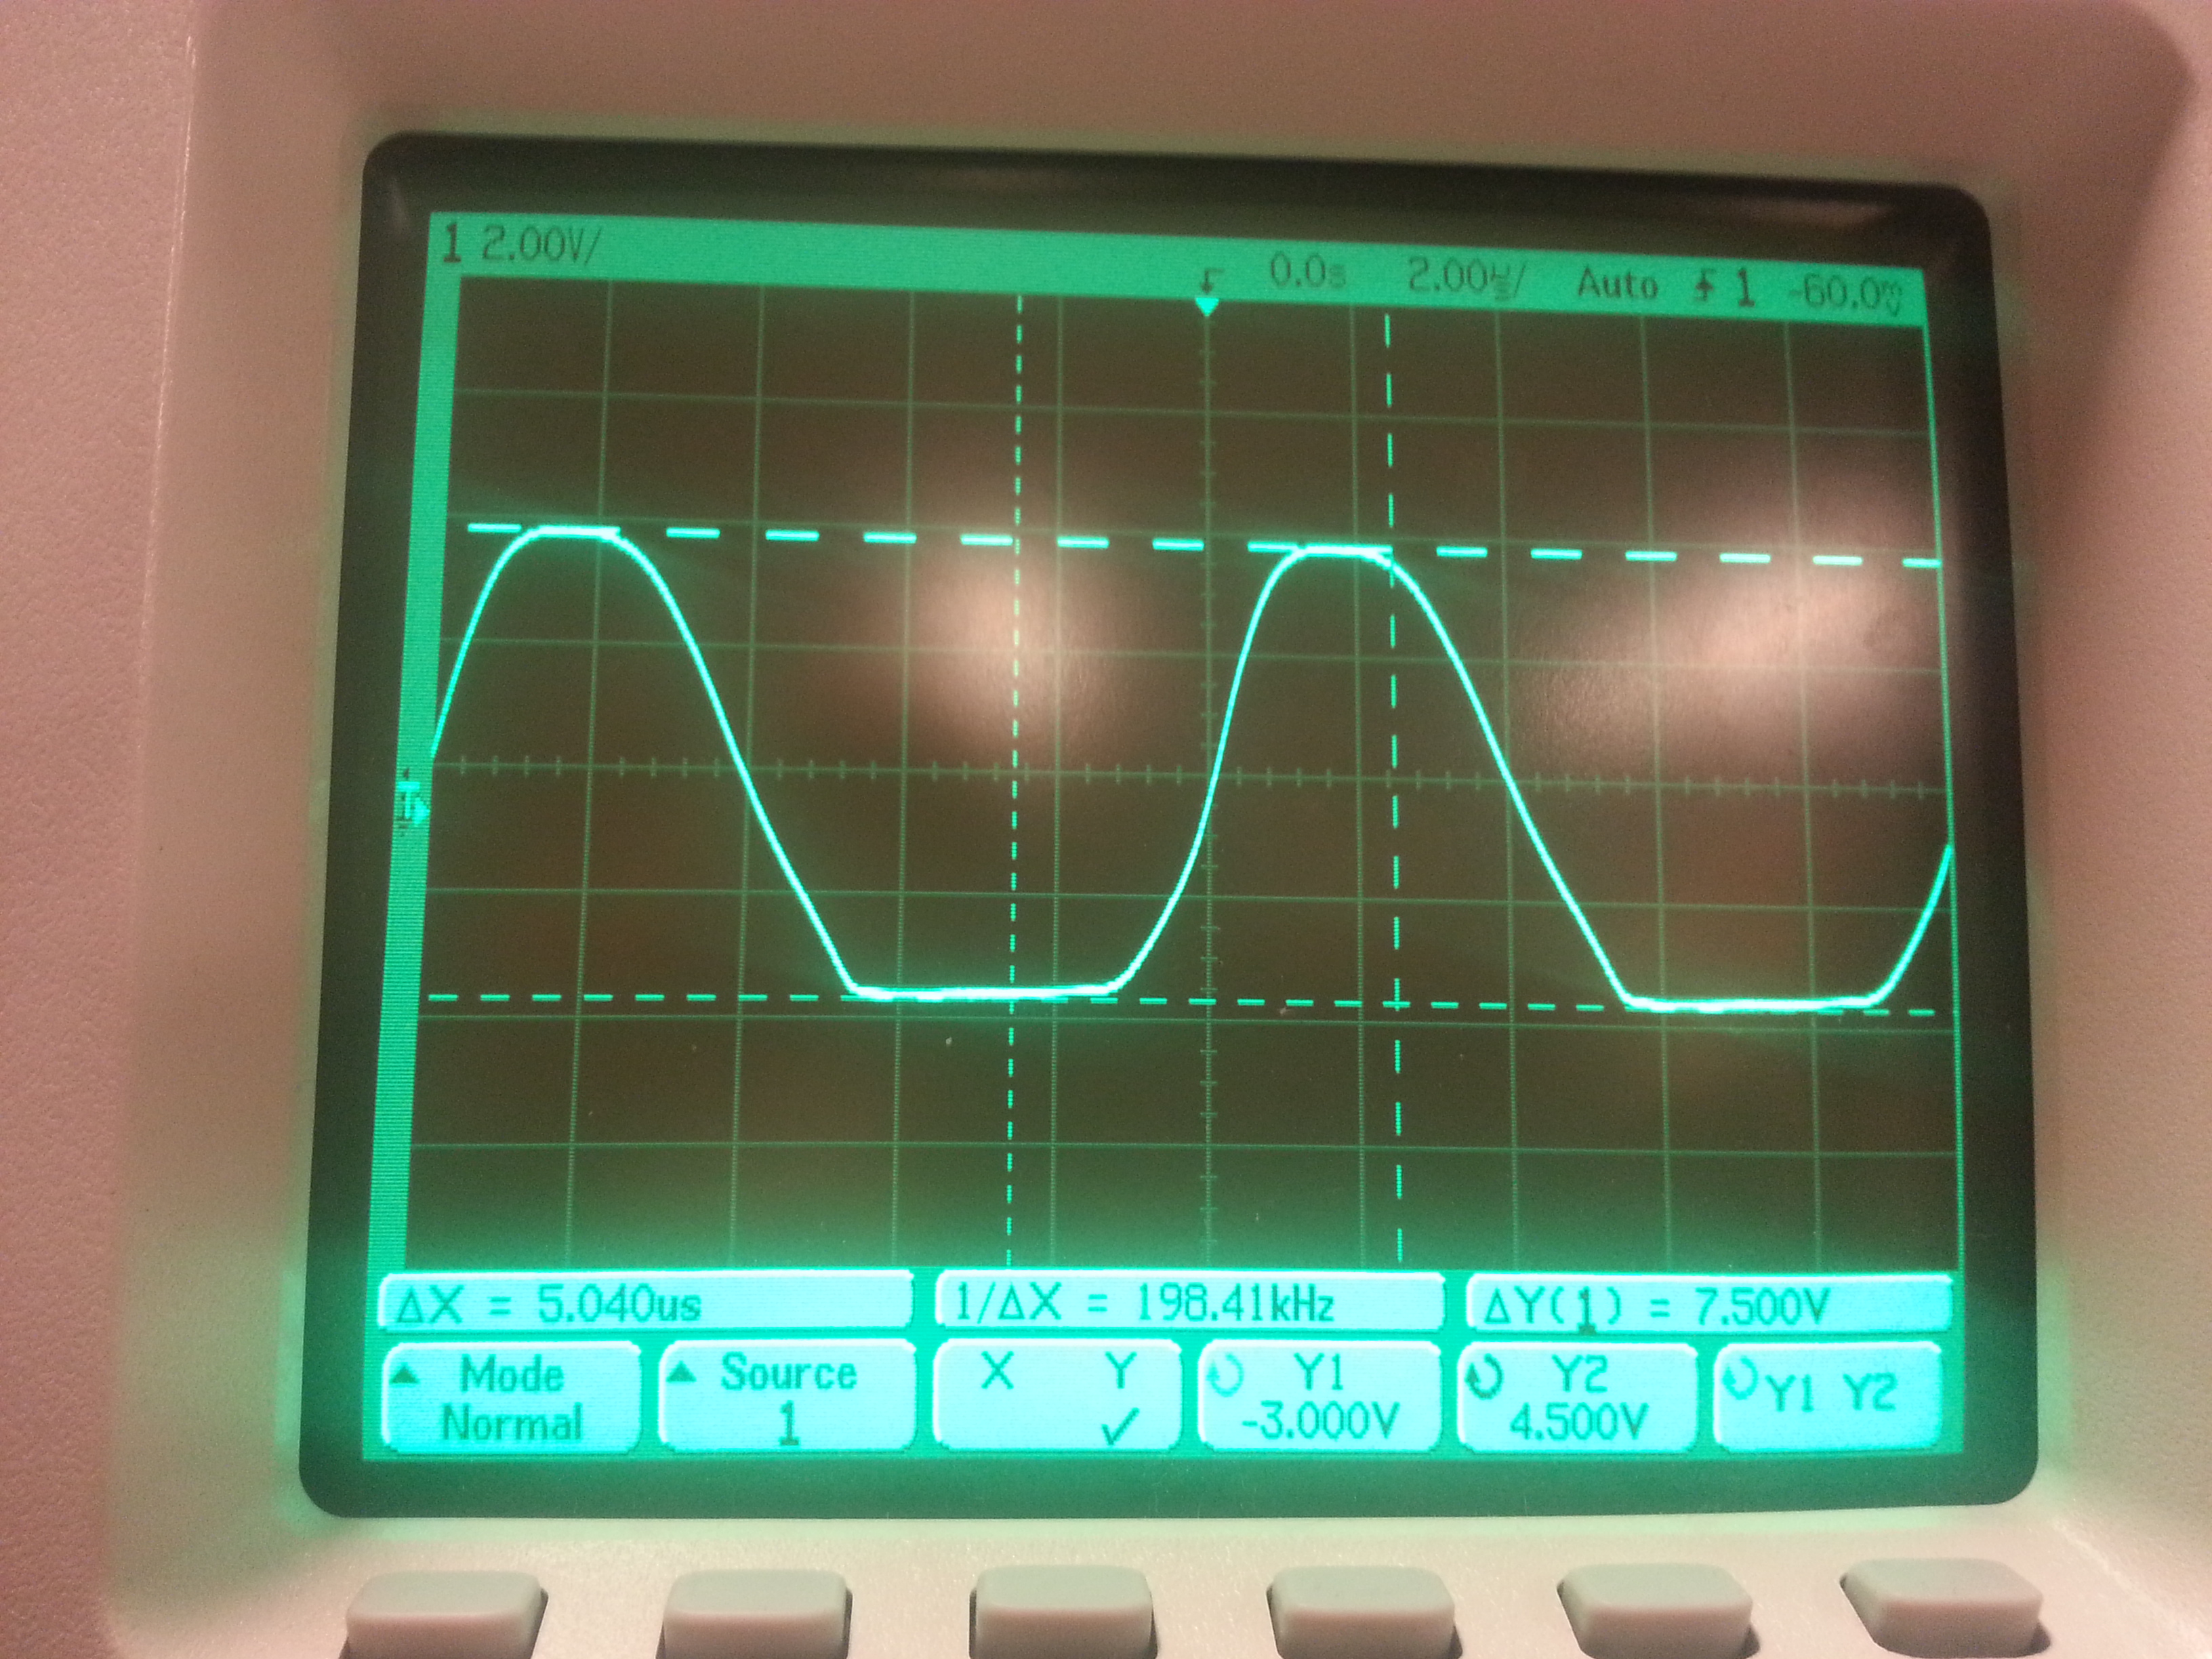 1 2.00V/ 0.0s 2.00us/ Auto 1 -60.0mV
ΔX = 5.040us 1/ΔX = 198.41kHz ΔY(1) = 7.500V
Mode Source X Y Y1 Y2 Y1 Y2
Normal 1 ✓ -3.000V 4.500V